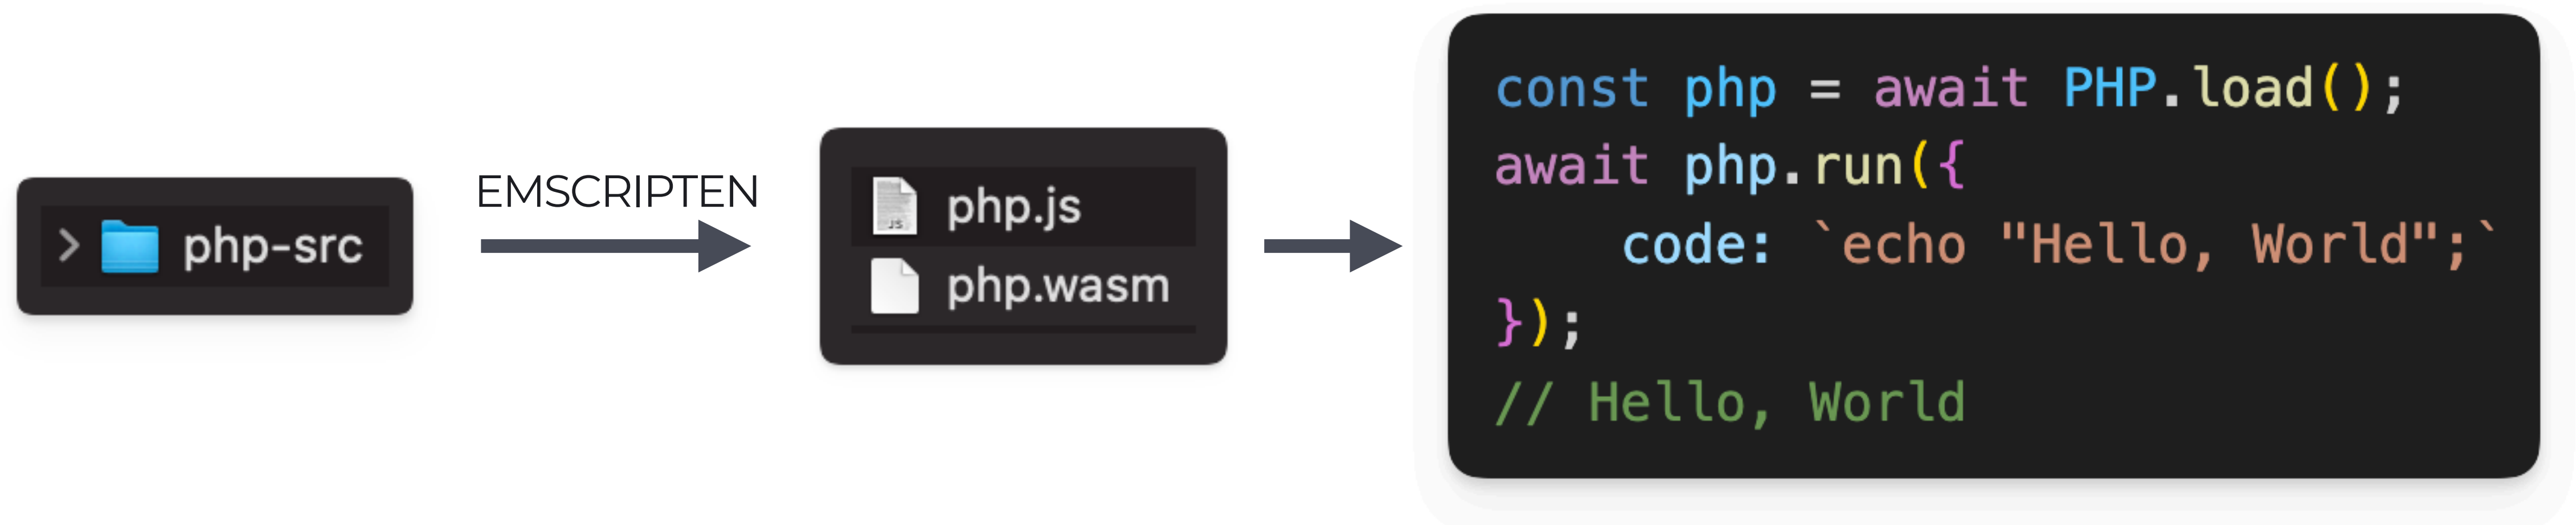 php-src
EMSCRIPTEN
php.js
php.wasm
const php = await PHP.load();
await php.run({
    code: `echo "Hello, World";`
});
// Hello, World